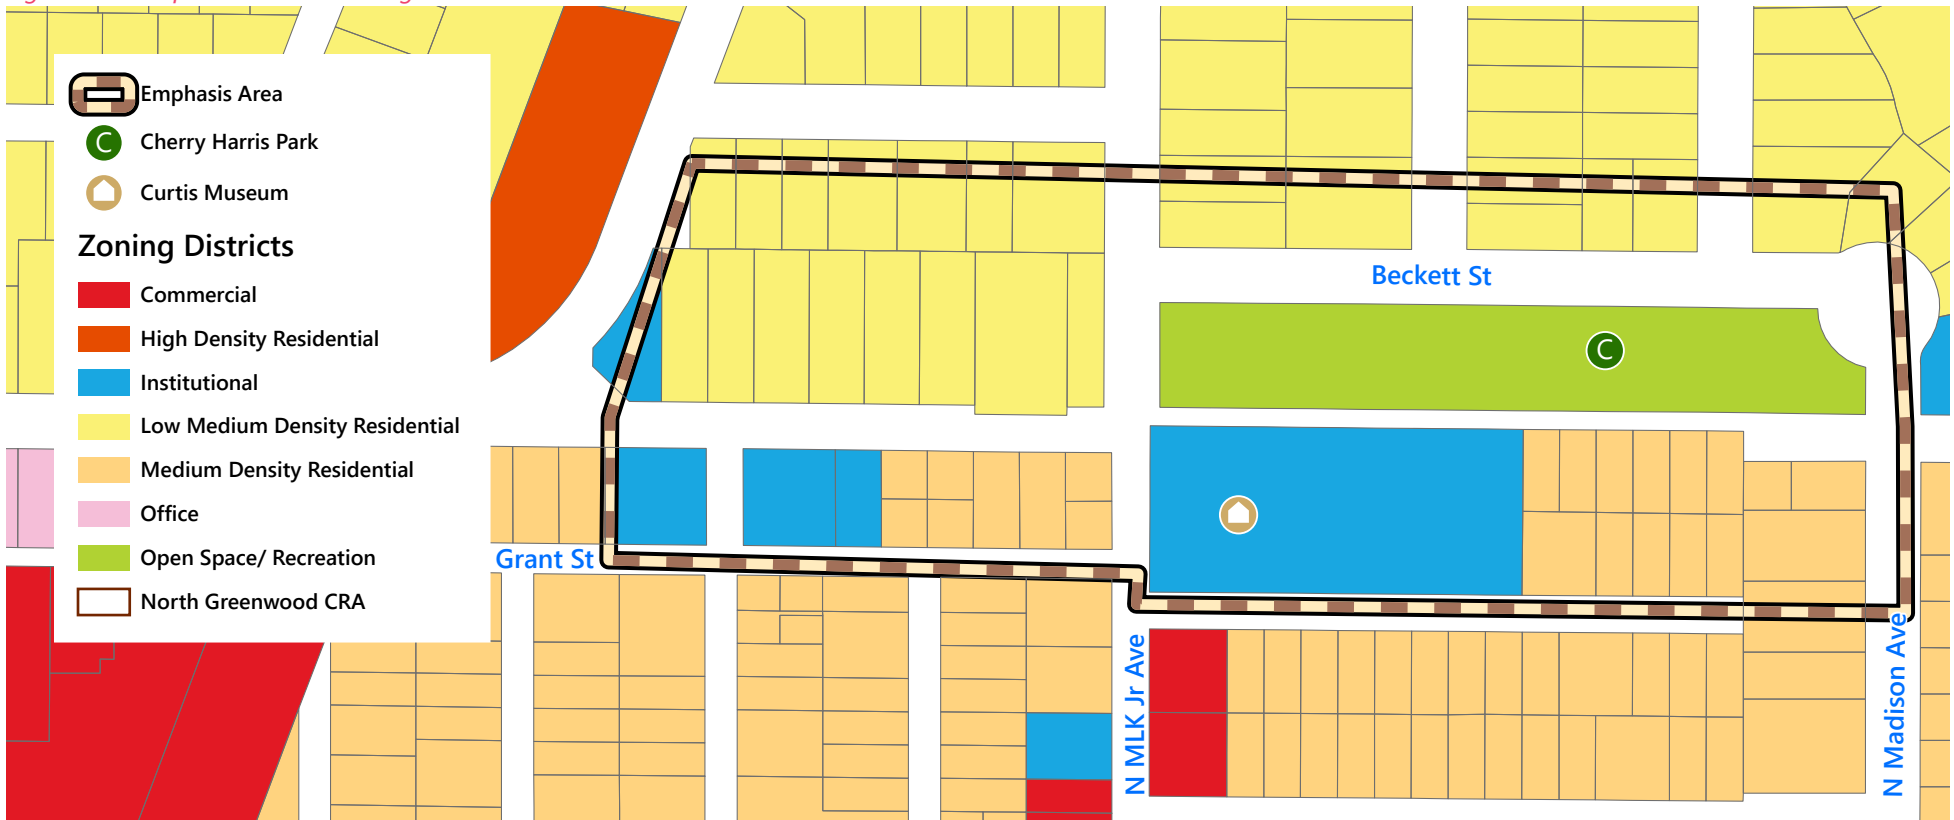 Emphasis Area
C Cherry Harris Park
Curtis Museum
Zoning Districts
Commercial
High Density Residential
Institutional
Low Medium Density Residential
Medium Density Residential
Office
Open Space/ Recreation
North Greenwood CRA
Beckett St
C
Grant St
N MLK Jr Ave
N Madison Ave